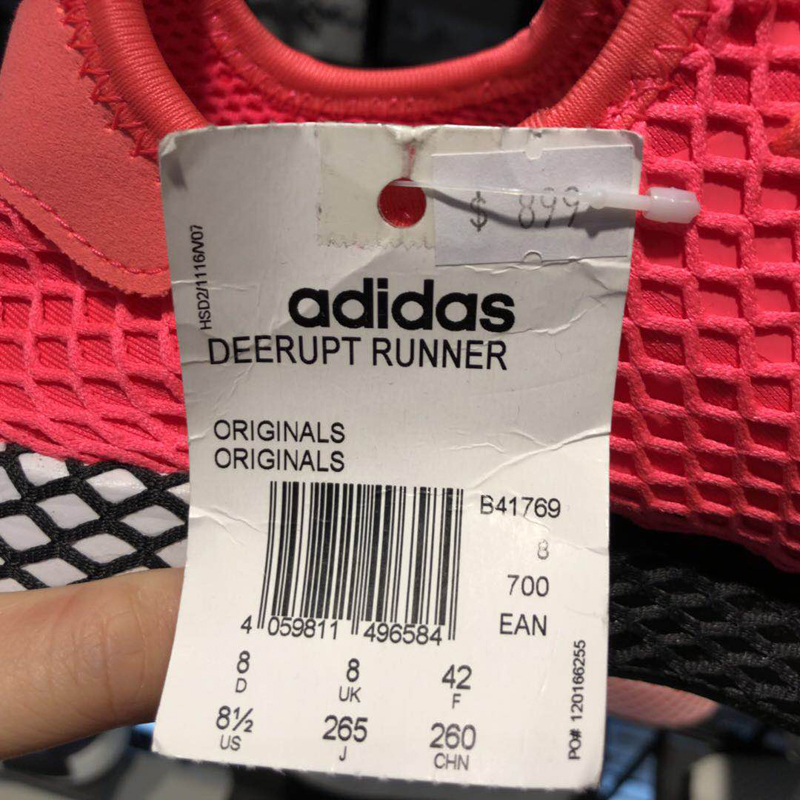 $ 899
HSD2/1116/V07
adidas
DEERUPT RUNNER
ORIGINALS
ORIGINALS
B41769
8
700
EAN
4 059811 496584
8 8 42
D UK F
8½ 265 260
US J CHN
PO# 120166255